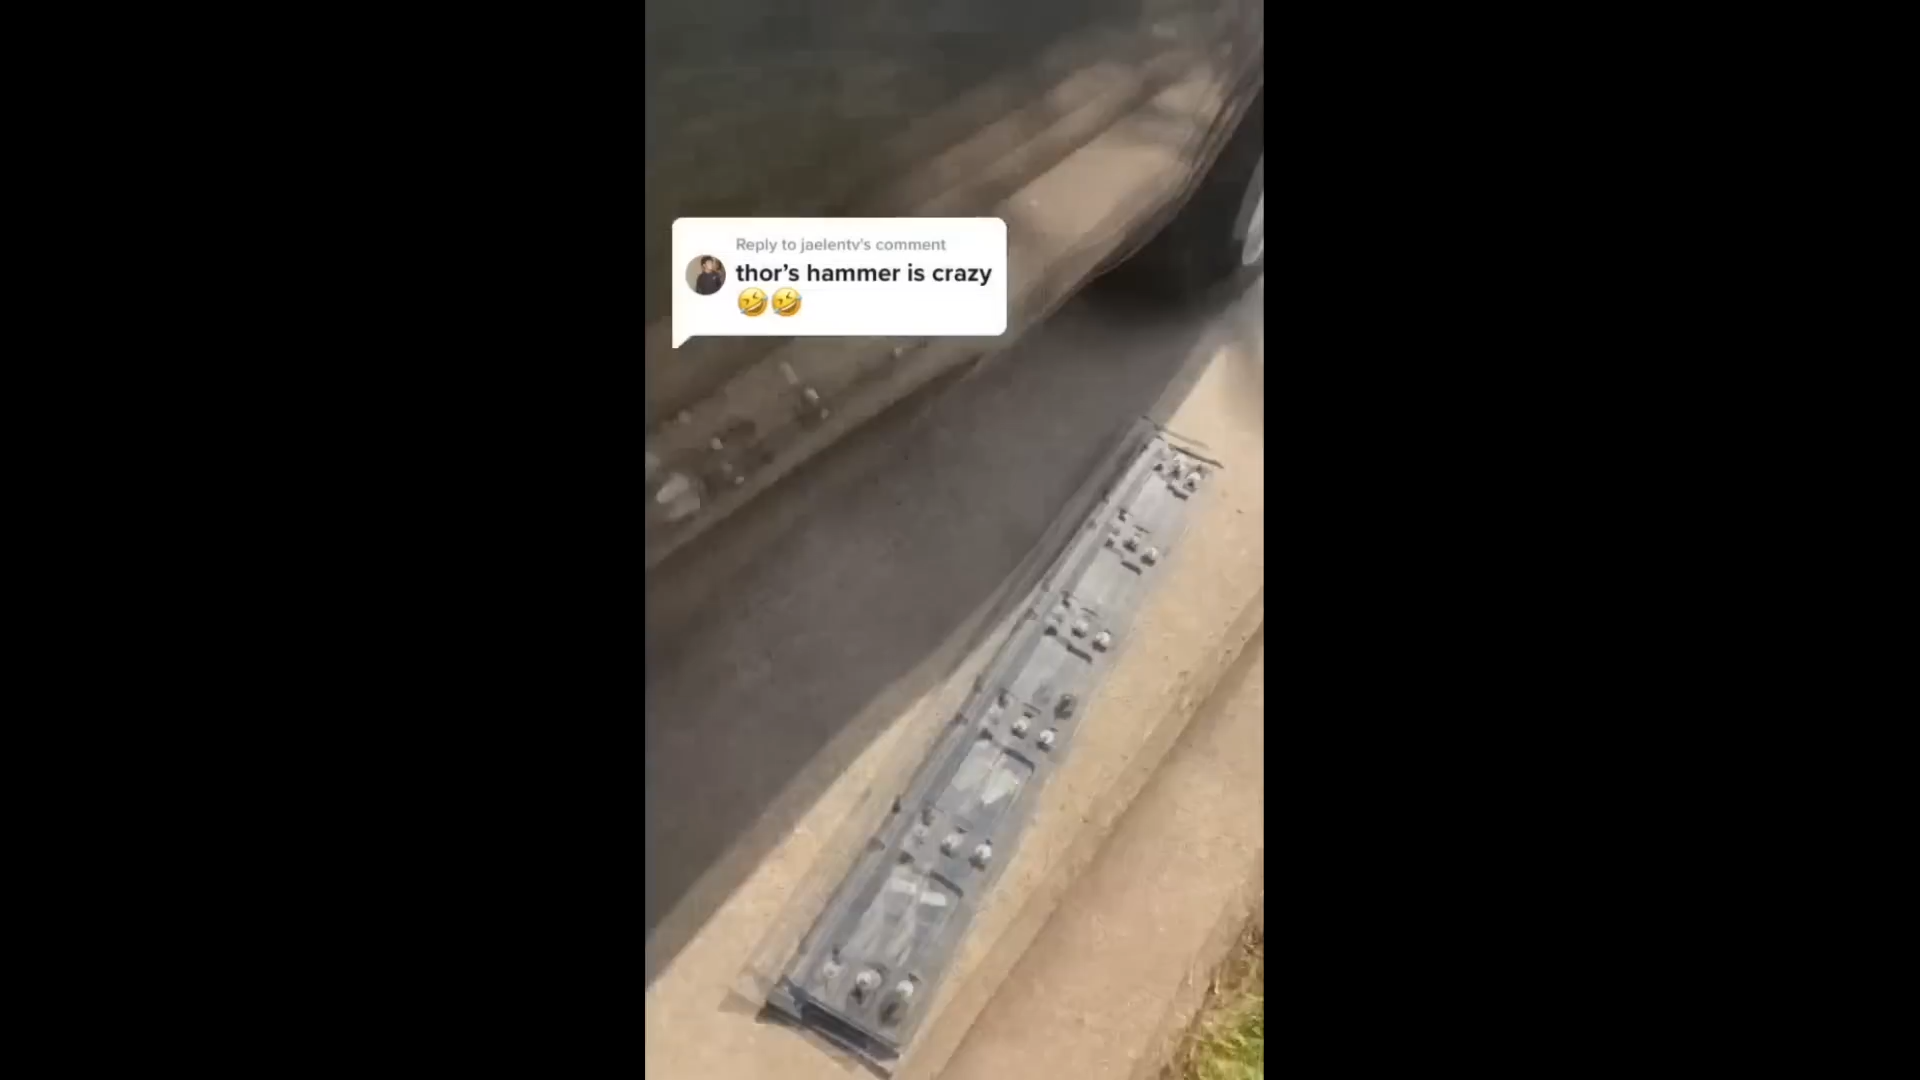 Reply to jaelentv's comment
thor's hammer is crazy
🤣🤣